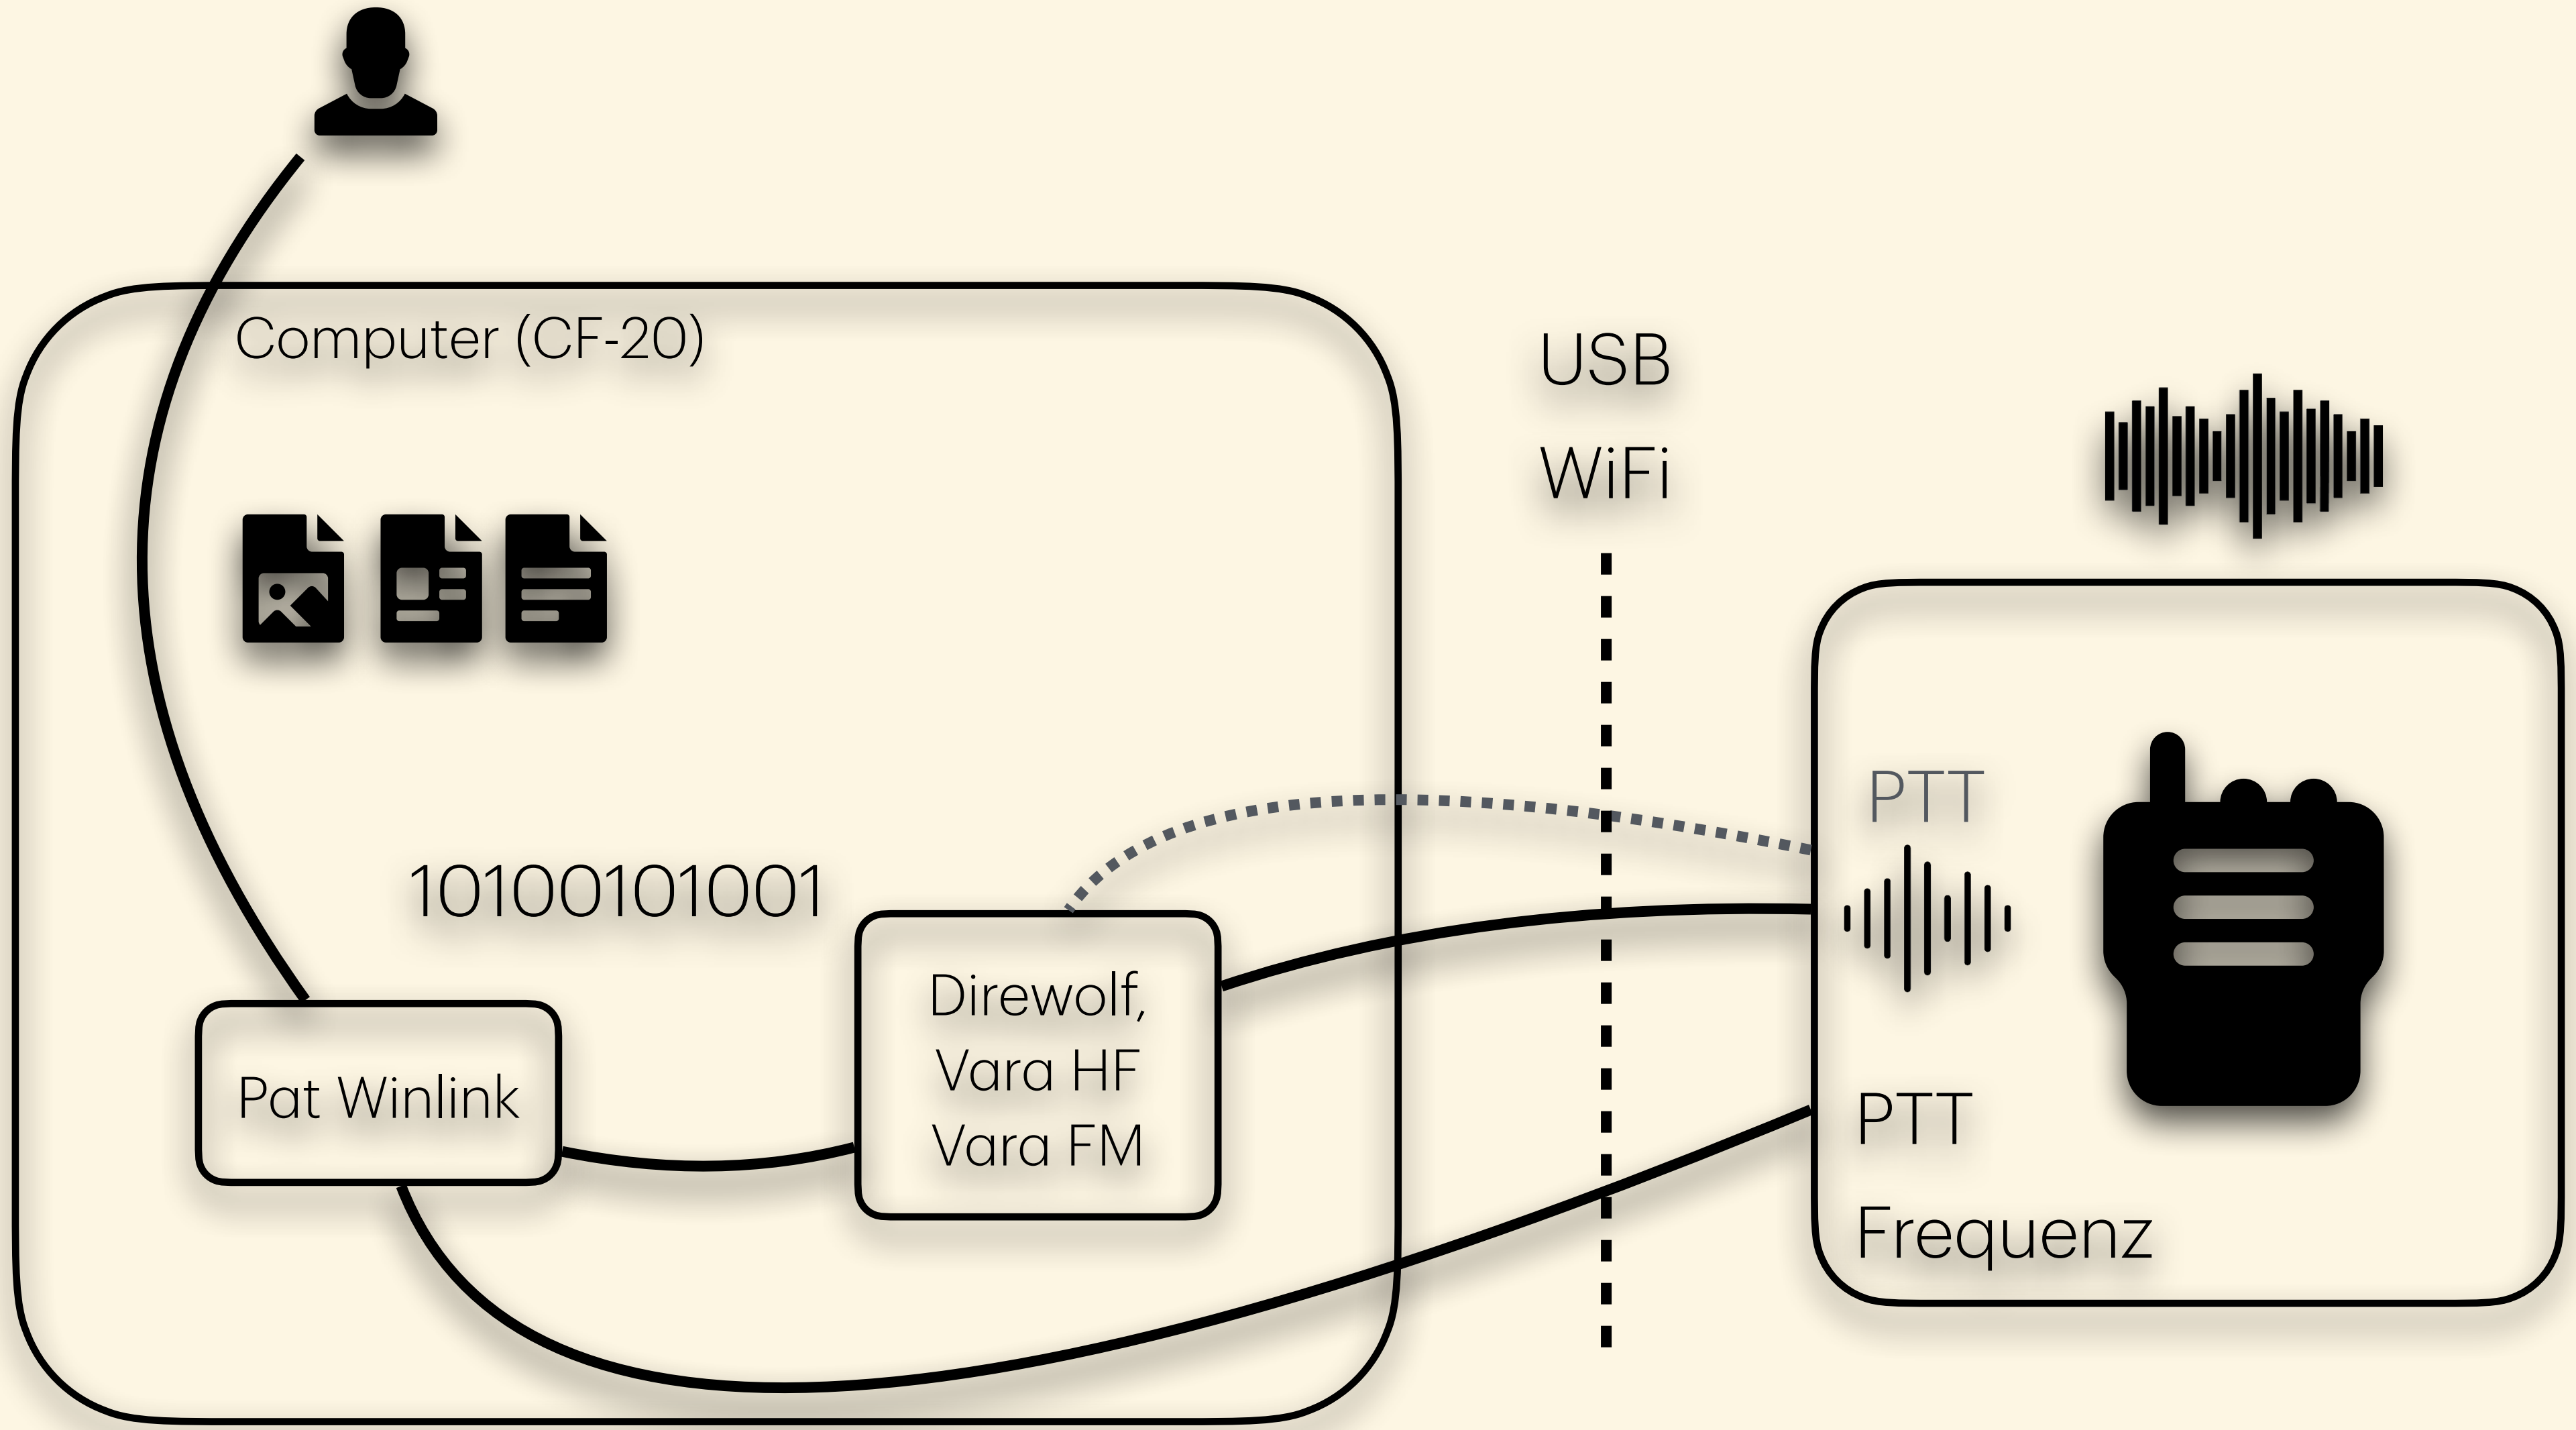 Computer (CF-20)
USB
WiFi
PTT
10100101001
Direwolf,
Vara HF
Vara FM
Pat Winlink
PTT
Frequenz